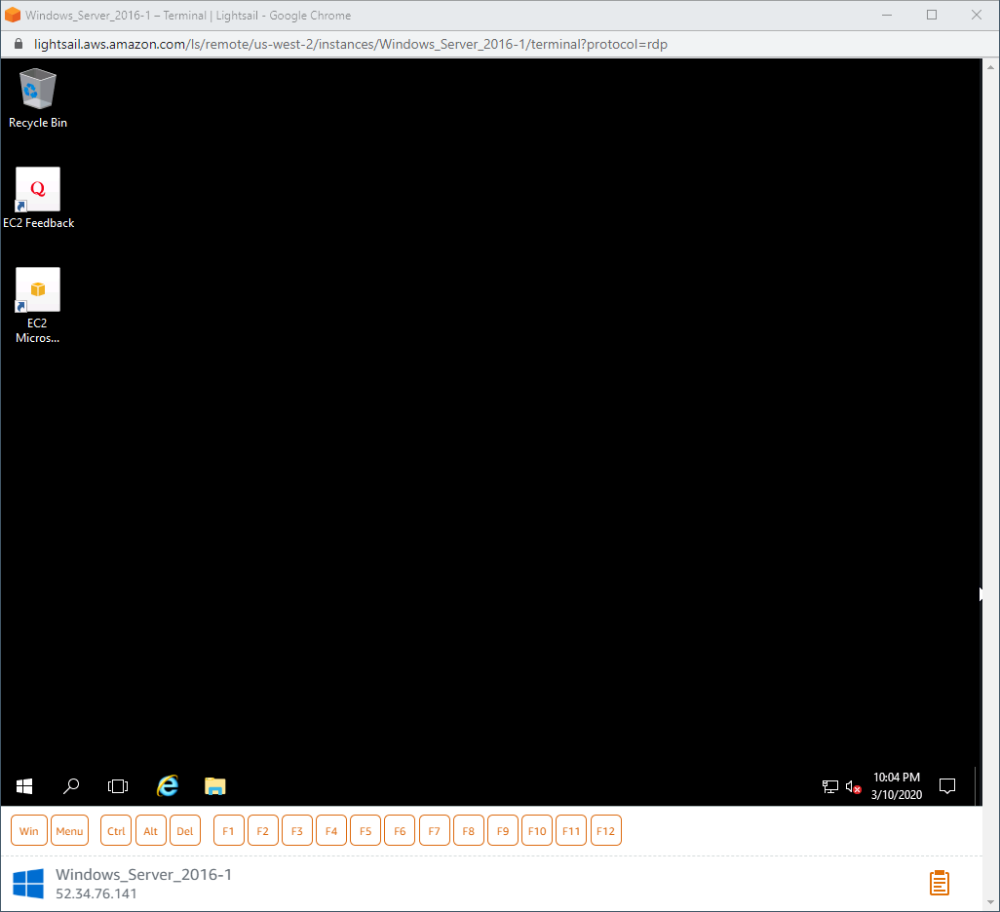 Windows_Server_2016-1 – Terminal | Lightsail - Google Chrome
lightsail.aws.amazon.com/ls/remote/us-west-2/instances/Windows_Server_2016-1/terminal?protocol=rdp
Recycle Bin
Q
EC2 Feedback
EC2
Micros...
10:04 PM
3/10/2020
Win Menu Ctrl Alt Del F1 F2 F3 F4 F5 F6 F7 F8 F9 F10 F11 F12
Windows_Server_2016-1
52.34.76.141